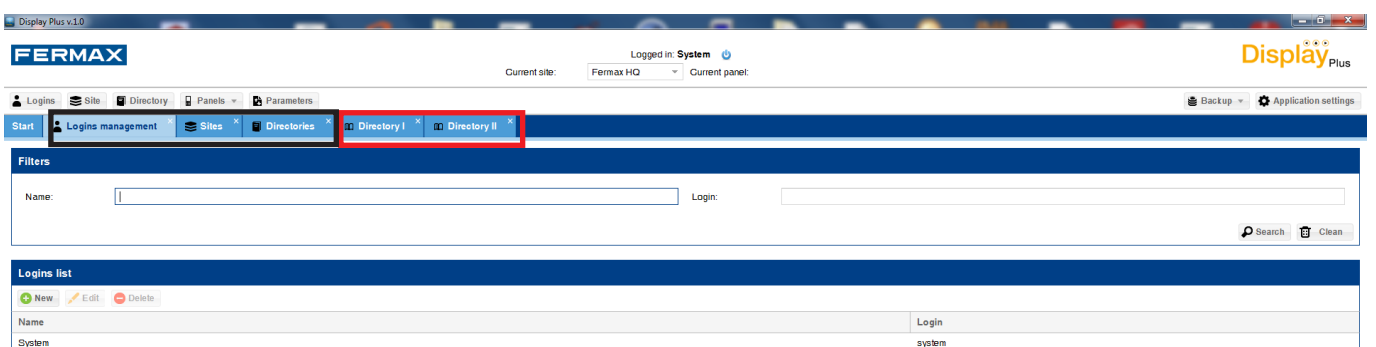 Display Plus v.1.0
FERMAX
Logged in: System
Display Plus
Current site: Fermax HQ Current panel:
Logins Site Directory Panels Parameters Backup Application settings
Start Logins management Sites Directories Directory I Directory II
Filters
Name: Login:
Search Clean
Logins list
New Edit Delete
Name Login
System system